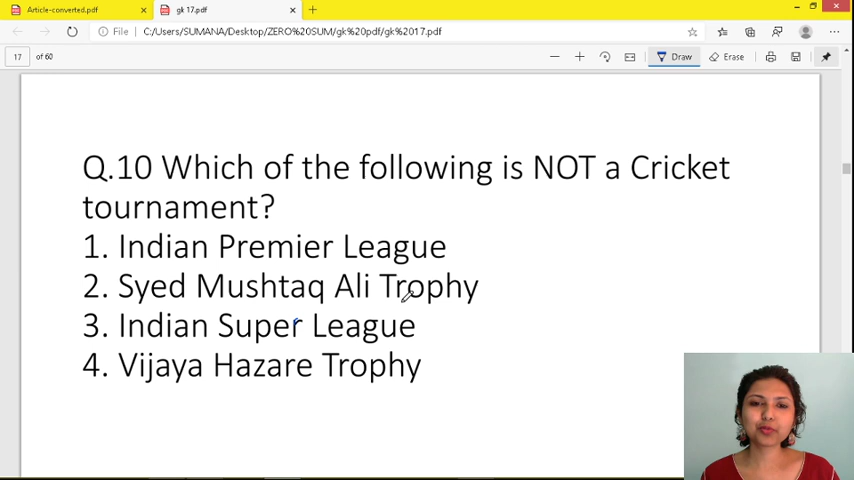 Article-converted.pdf
gk 17.pdf
File
C:/Users/SUMANA/Desktop/ZERO%20SUM/gk%20pdf/gk%2017.pdf
17 of 60
Draw
Erase
Q.10 Which of the following is NOT a Cricket
tournament?
1. Indian Premier League
2. Syed Mushtaq Ali Trophy
3. Indian Super League
4. Vijaya Hazare Trophy